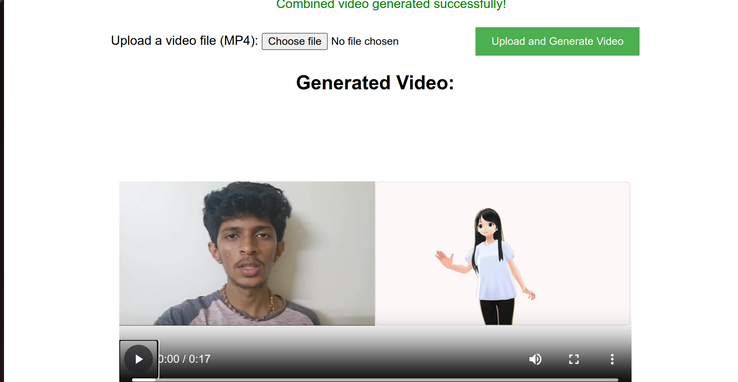 Combined video generated successfully!
Upload a video file (MP4): Choose file No file chosen Upload and Generate Video
Generated Video:
0:00 / 0:17